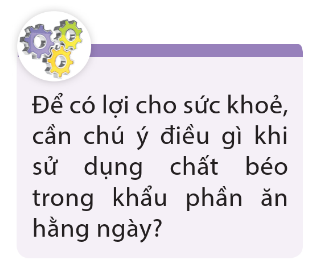 Để có lợi cho sức khoẻ,
cần chú ý điều gì khi
sử dụng chất béo
trong khẩu phần ăn
hằng ngày?